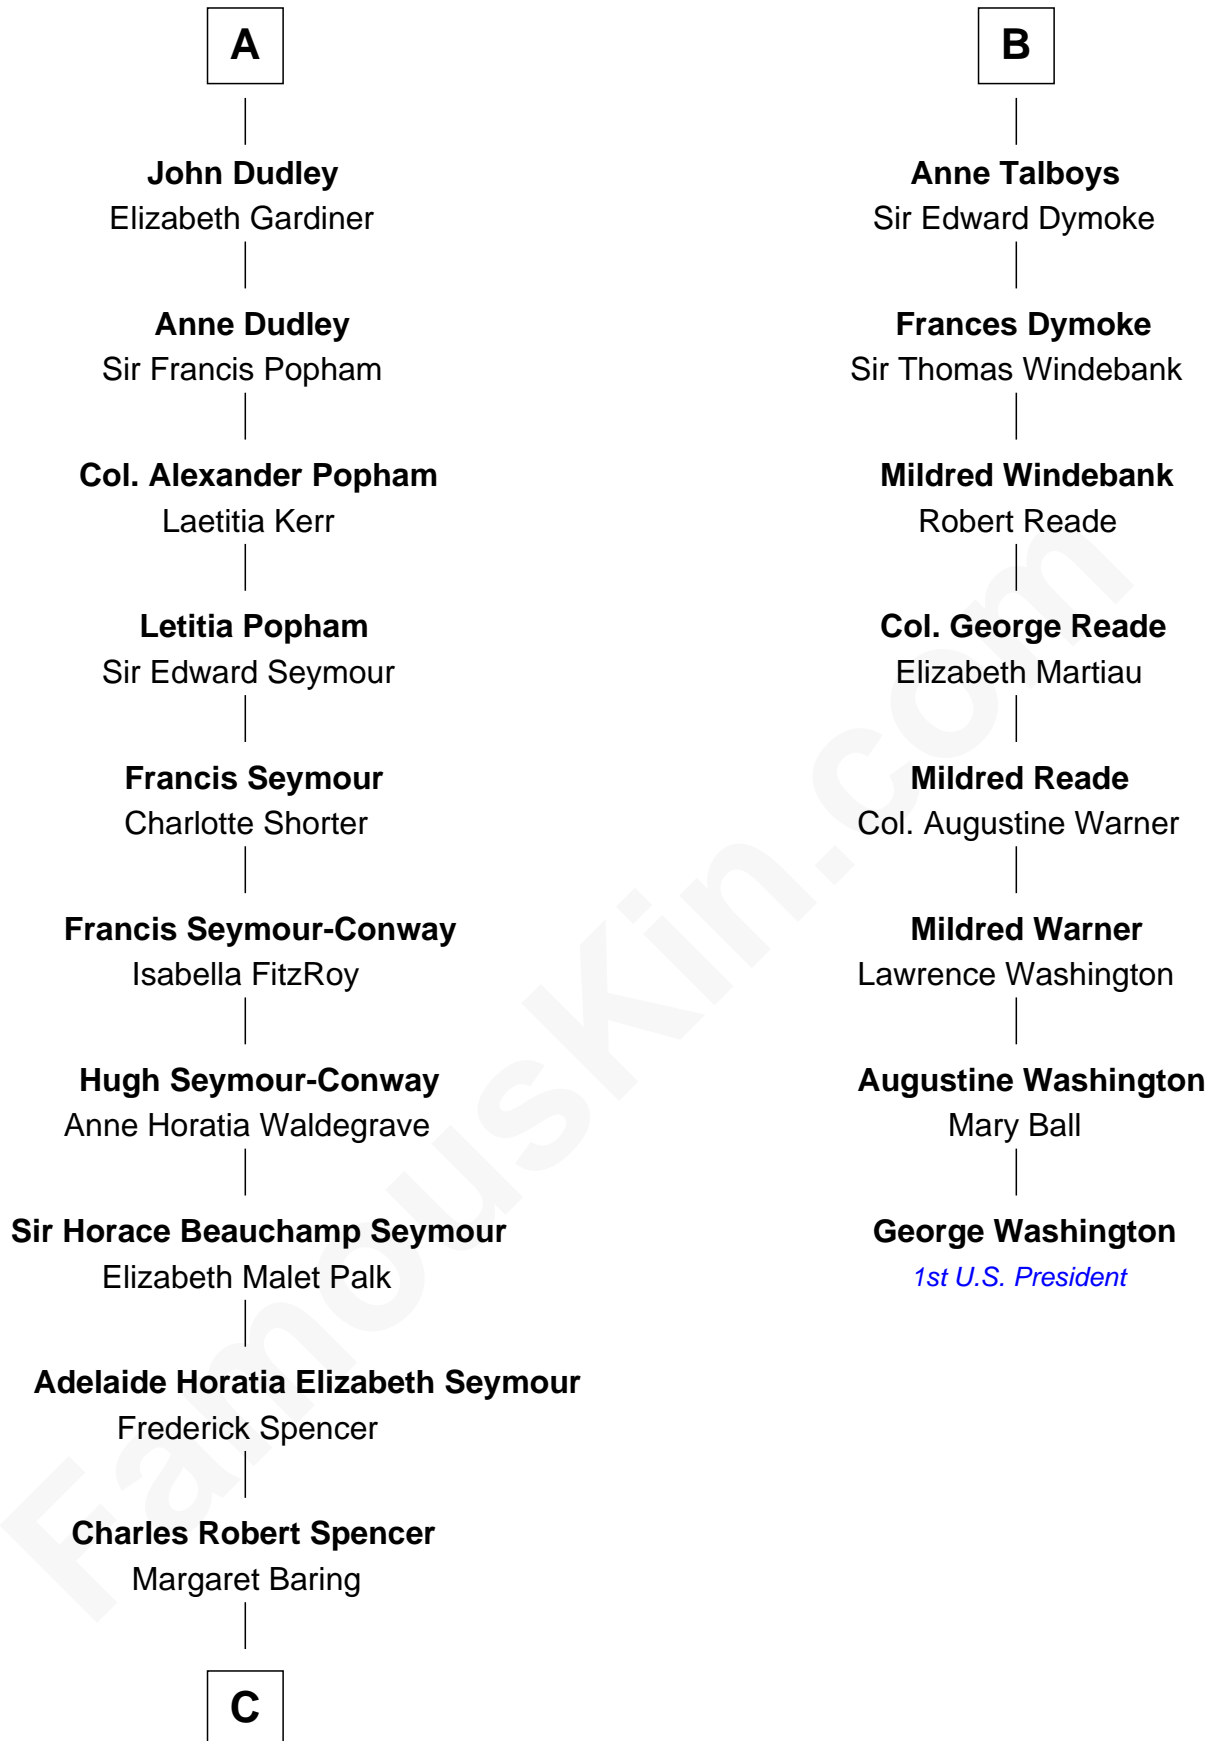 A
John Dudley
Elizabeth Gardiner
Anne Dudley
Sir Francis Popham
Col. Alexander Popham
Laetitia Kerr
Letitia Popham
Sir Edward Seymour
Francis Seymour
Charlotte Shorter
Francis Seymour-Conway
Isabella FitzRoy
Hugh Seymour-Conway
Anne Horatia Waldegrave
Sir Horace Beauchamp Seymour
Elizabeth Malet Palk
Adelaide Horatia Elizabeth Seymour
Frederick Spencer
Charles Robert Spencer
Margaret Baring
C
B
Anne Talboys
Sir Edward Dymoke
Frances Dymoke
Sir Thomas Windebank
Mildred Windebank
Robert Reade
Col. George Reade
Elizabeth Martiau
Mildred Reade
Col. Augustine Warner
Mildred Warner
Lawrence Washington
Augustine Washington
Mary Ball
George Washington
1st U.S. President
FamousKin.com